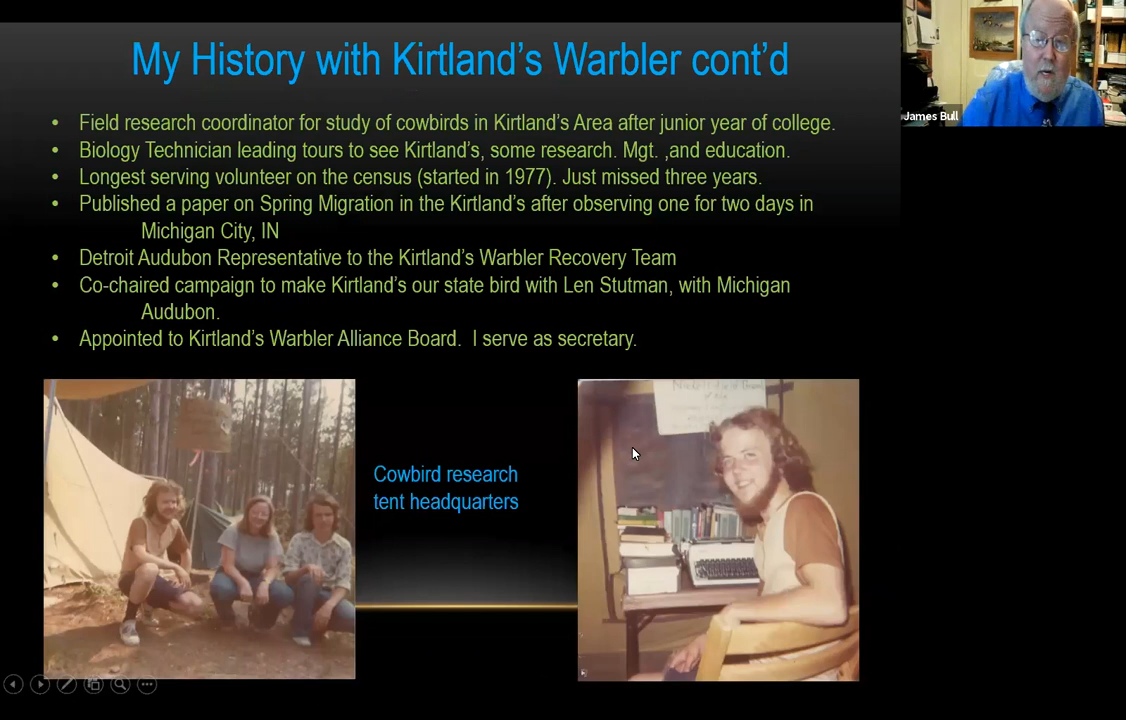 My History with Kirtland's Warbler cont'd
James Bull
• Field research coordinator for study of cowbirds in Kirtland's Area after junior year of college.
• Biology Technician leading tours to see Kirtland's, some research. Mgt. ,and education.
• Longest serving volunteer on the census (started in 1977). Just missed three years.
• Published a paper on Spring Migration in the Kirtland's after observing one for two days in
Michigan City, IN
• Detroit Audubon Representative to the Kirtland's Warbler Recovery Team
• Co-chaired campaign to make Kirtland's our state bird with Len Stutman, with Michigan
Audubon.
• Appointed to Kirtland's Warbler Alliance Board.  I serve as secretary.
Cowbird research
tent headquarters